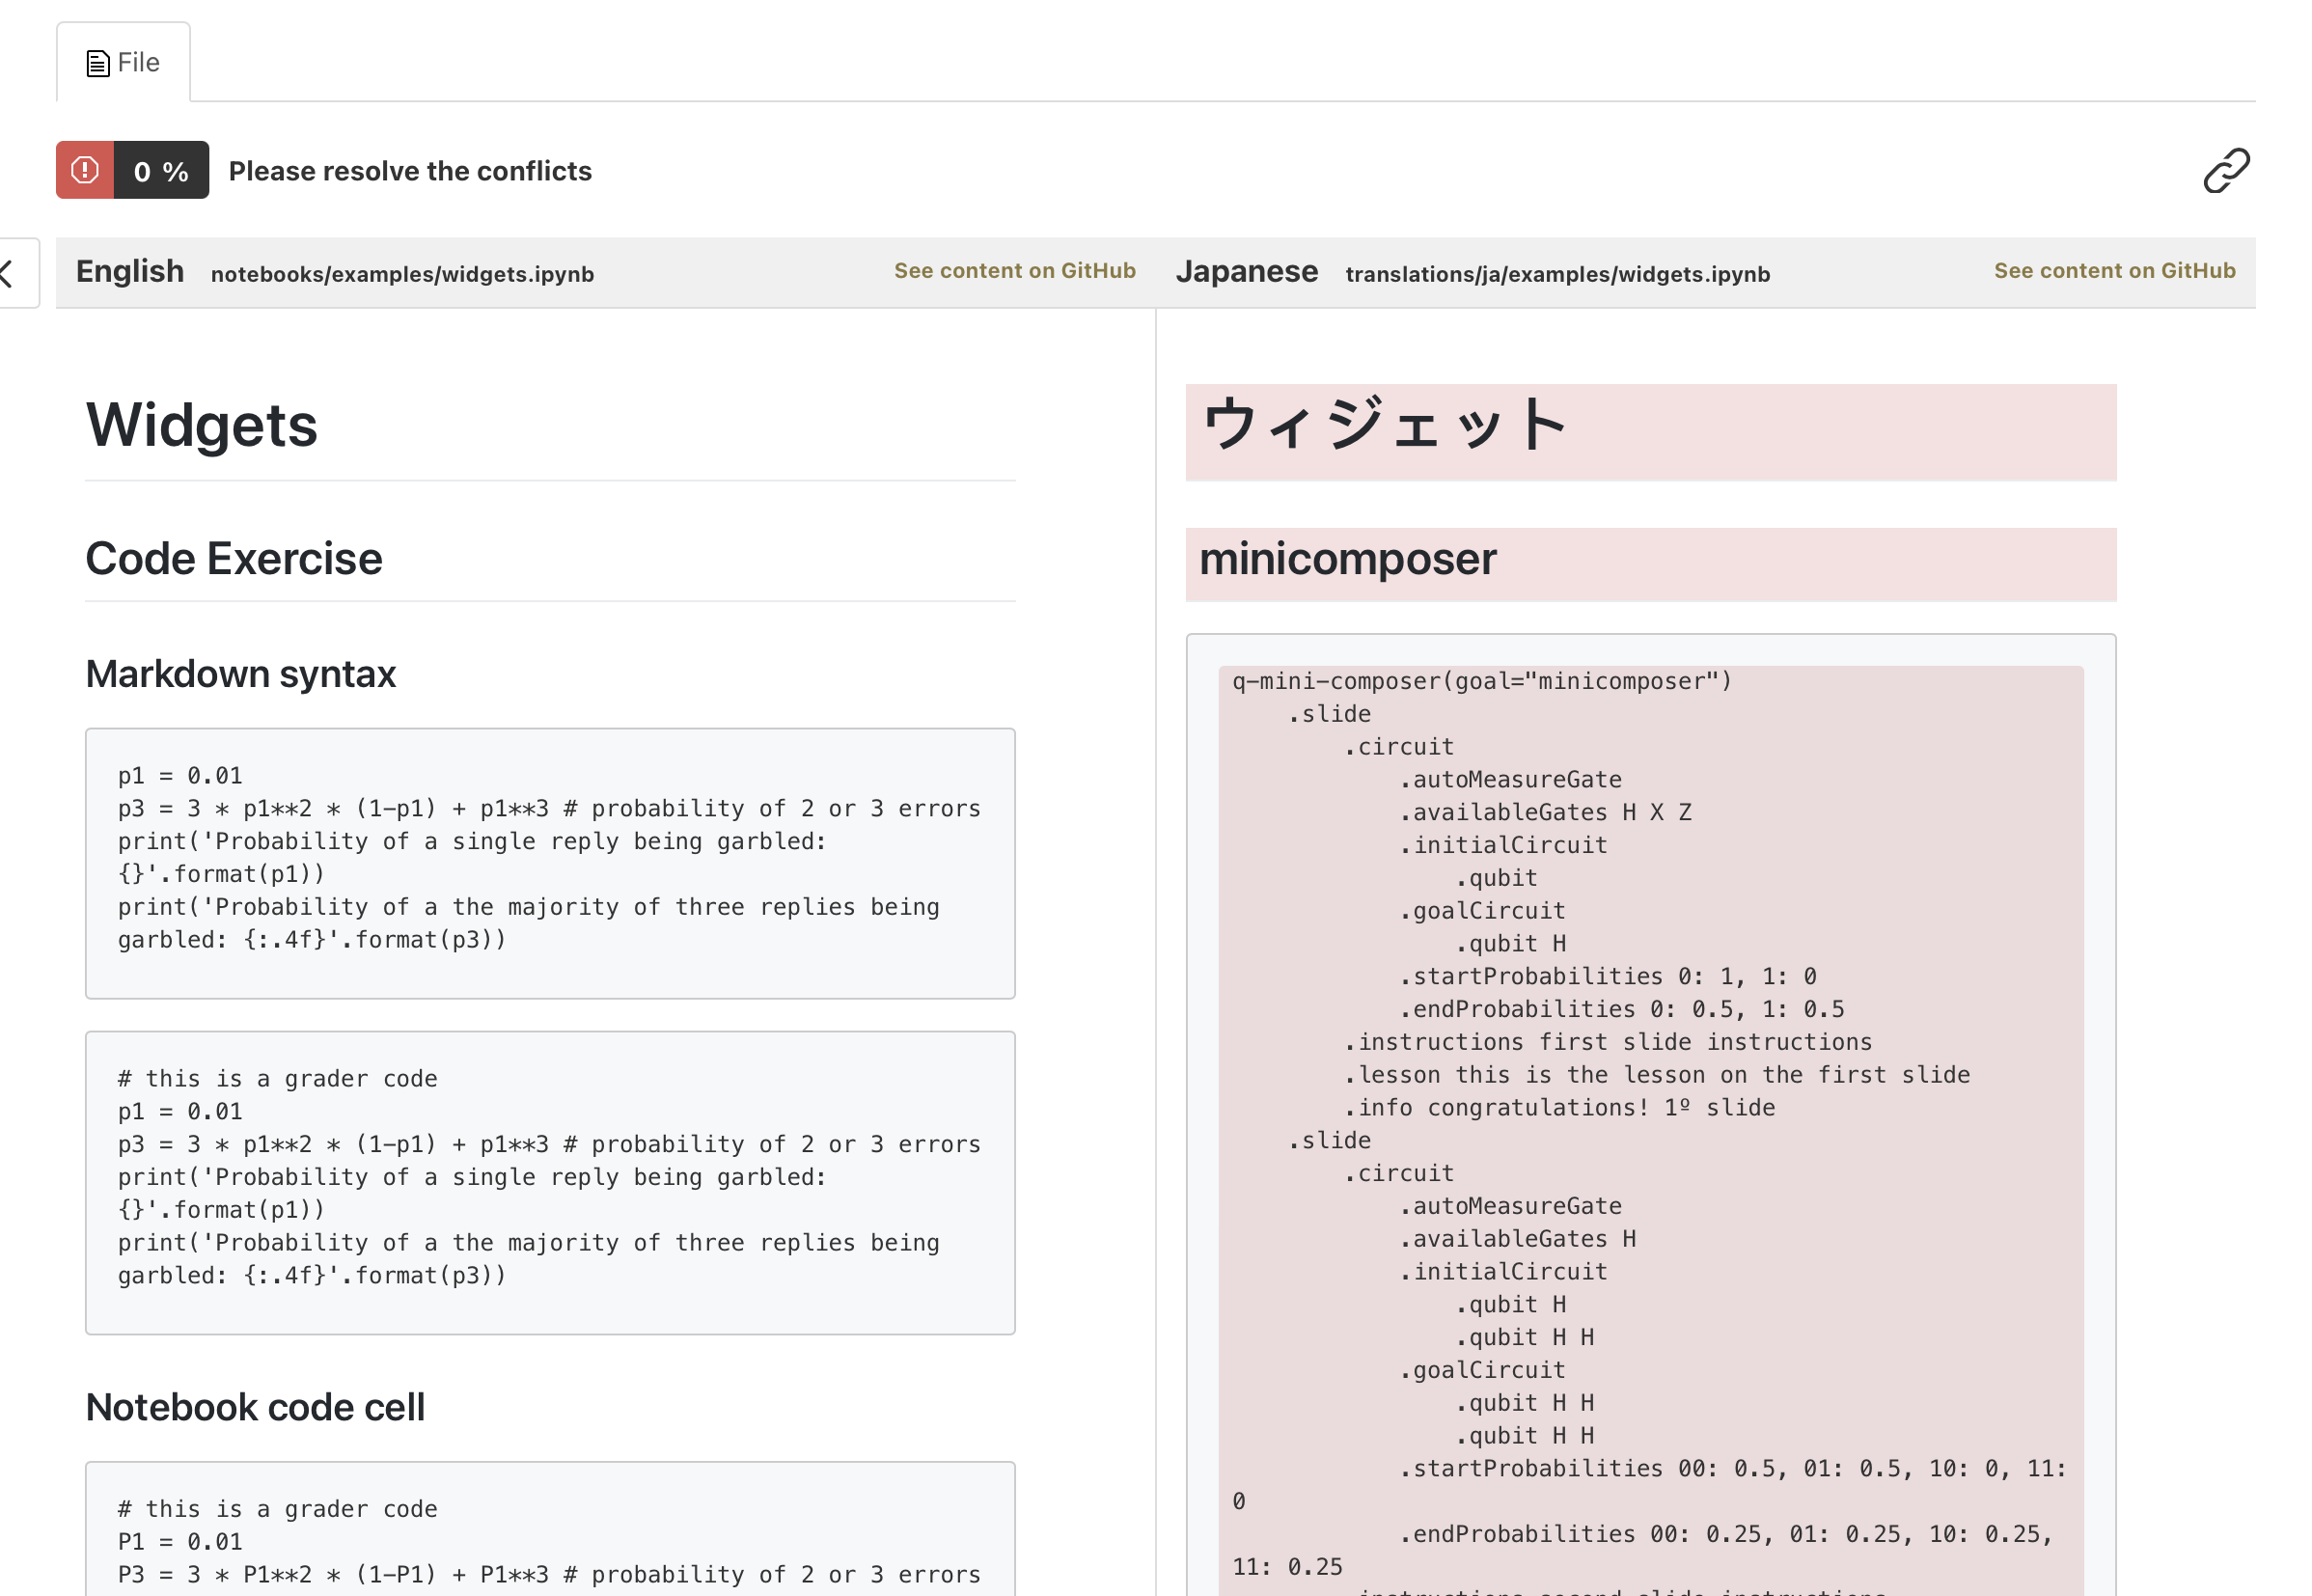 File
0 % Please resolve the conflicts
English notebooks/examples/widgets.ipynb See content on GitHub
Japanese translations/ja/examples/widgets.ipynb See content on GitHub
Widgets
Code Exercise
Markdown syntax
p1 = 0.01
p3 = 3 * p1**2 * (1-p1) + p1**3 # probability of 2 or 3 errors
print('Probability of a single reply being garbled:
{}'.format(p1))
print('Probability of a the majority of three replies being
garbled: {:.4f}'.format(p3))
# this is a grader code
p1 = 0.01
p3 = 3 * p1**2 * (1-p1) + p1**3 # probability of 2 or 3 errors
print('Probability of a single reply being garbled:
{}'.format(p1))
print('Probability of a the majority of three replies being
garbled: {:.4f}'.format(p3))
Notebook code cell
# this is a grader code
P1 = 0.01
P3 = 3 * P1**2 * (1-P1) + P1**3 # probability of 2 or 3 errors
ウィジェット
minicomposer
q-mini-composer(goal="minicomposer")
    .slide
        .circuit
            .autoMeasureGate
            .availableGates H X Z
            .initialCircuit
                .qubit
            .goalCircuit
                .qubit H
            .startProbabilities 0: 1, 1: 0
            .endProbabilities 0: 0.5, 1: 0.5
        .instructions first slide instructions
        .lesson this is the lesson on the first slide
        .info congratulations! 1º slide
    .slide
        .circuit
            .autoMeasureGate
            .availableGates H
            .initialCircuit
                .qubit H
                .qubit H H
            .goalCircuit
                .qubit H H
                .qubit H H
            .startProbabilities 00: 0.5, 01: 0.5, 10: 0, 11:
0
            .endProbabilities 00: 0.25, 01: 0.25, 10: 0.25,
11: 0.25